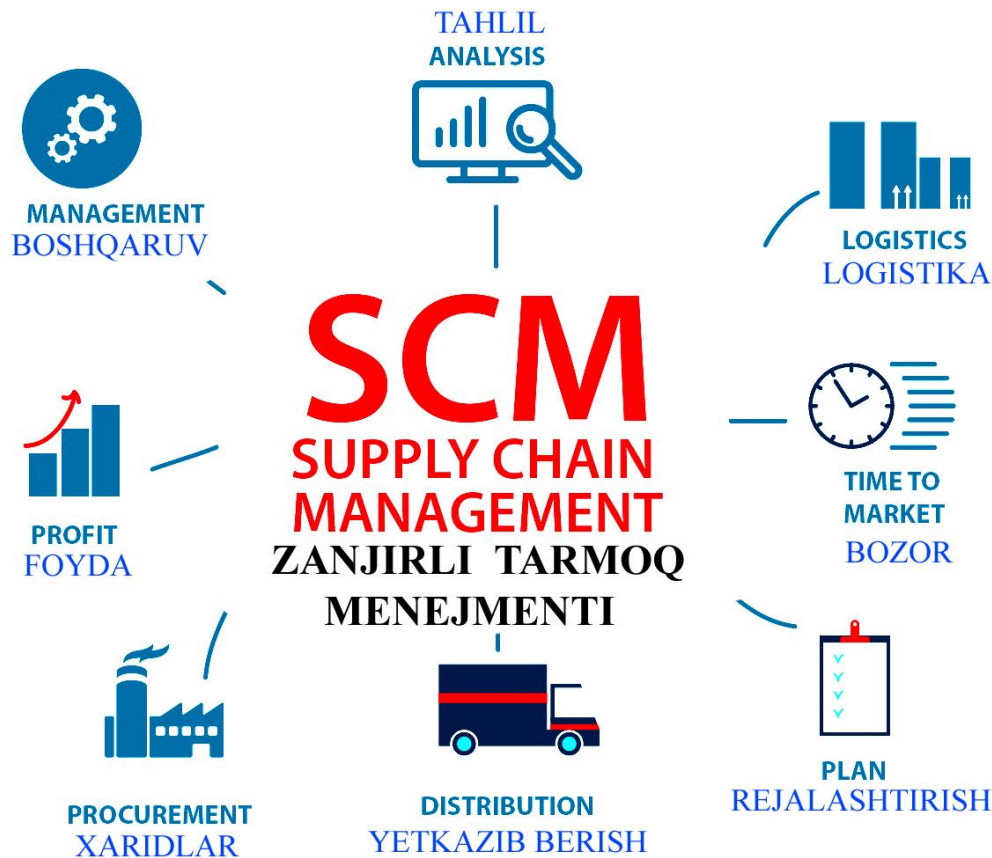 TAHLIL
ANALYSIS
MANAGEMENT
BOSHQARUV
LOGISTICS
LOGISTIKA
SCM
SUPPLY CHAIN
MANAGEMENT
ZANJIRLI TARMOQ
MENEJMENTI
PROFIT
FOYDA
TIME TO
MARKET
BOZOR
PROCUREMENT
XARIDLAR
DISTRIBUTION
YETKAZIB BERISH
PLAN
REJALASHTIRISH